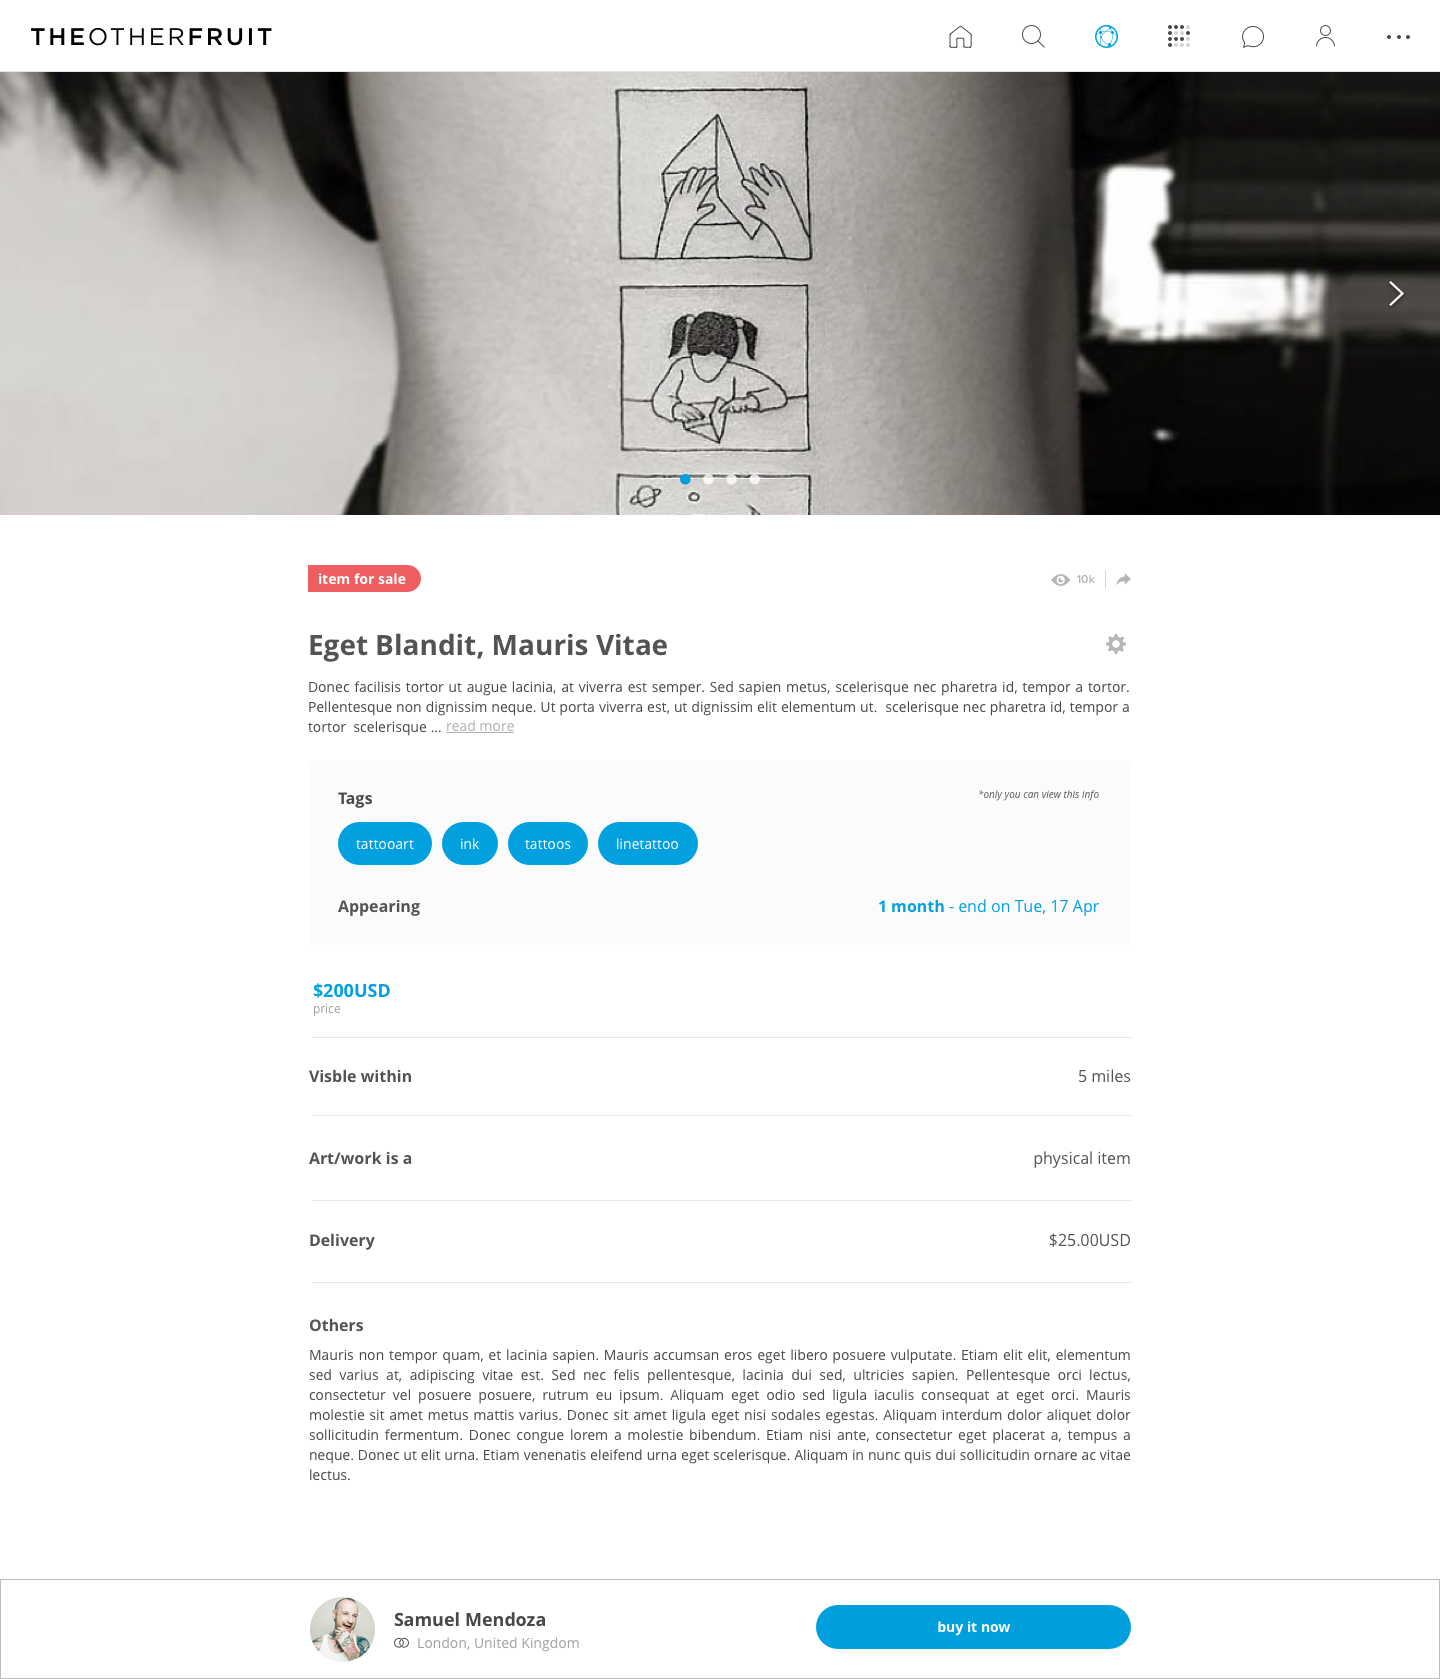 THEOTHERFRUIT
item for sale
10k
Eget Blandit, Mauris Vitae
Donec facilisis tortor ut augue lacinia, at viverra est semper. Sed sapien metus, scelerisque nec pharetra id, tempor a tortor.
Pellentesque non dignissim neque. Ut porta viverra est, ut dignissim elit elementum ut.  scelerisque nec pharetra id, tempor a
tortor  scelerisque ... read more
Tags
*only you can view this info
tattooart ink tattoos linetattoo
Appearing 1 month - end on Tue, 17 Apr
$200USD
price
Visble within 5 miles
Art/work is a physical item
Delivery $25.00USD
Others
Mauris non tempor quam, et lacinia sapien. Mauris accumsan eros eget libero posuere vulputate. Etiam elit elit, elementum
sed varius at, adipiscing vitae est. Sed nec felis pellentesque, lacinia dui sed, ultricies sapien. Pellentesque orci lectus,
consectetur vel posuere posuere, rutrum eu ipsum. Aliquam eget odio sed ligula iaculis consequat at eget orci. Mauris
molestie sit amet metus mattis varius. Donec sit amet ligula eget nisi sodales egestas. Aliquam interdum dolor aliquet dolor
sollicitudin fermentum. Donec congue lorem a molestie bibendum. Etiam nisi ante, consectetur eget placerat a, tempus a
neque. Donec ut elit urna. Etiam venenatis eleifend urna eget scelerisque. Aliquam in nunc quis dui sollicitudin ornare ac vitae
lectus.
Samuel Mendoza
London, United Kingdom
buy it now